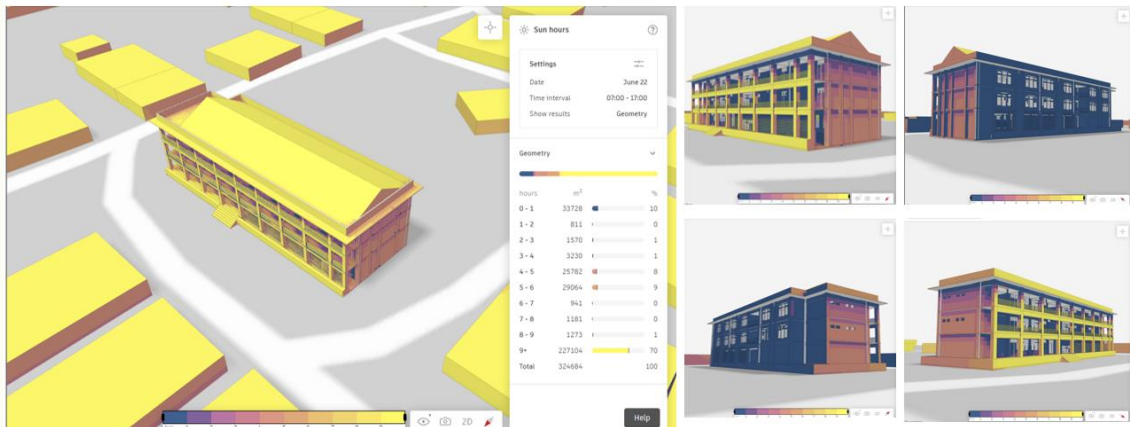 Sun hours
Settings
Date June 22
Time interval 07:00 - 17:00
Show results Geometry
Geometry
hours m² %
0 - 1 33728 10
1 - 2 811 0
2 - 3 1570 1
3 - 4 3230 1
4 - 5 25782 8
5 - 6 29064 9
6 - 7 941 0
7 - 8 1181 0
8 - 9 1273 1
9+ 227104 70
Total 324684 100
Help
2D